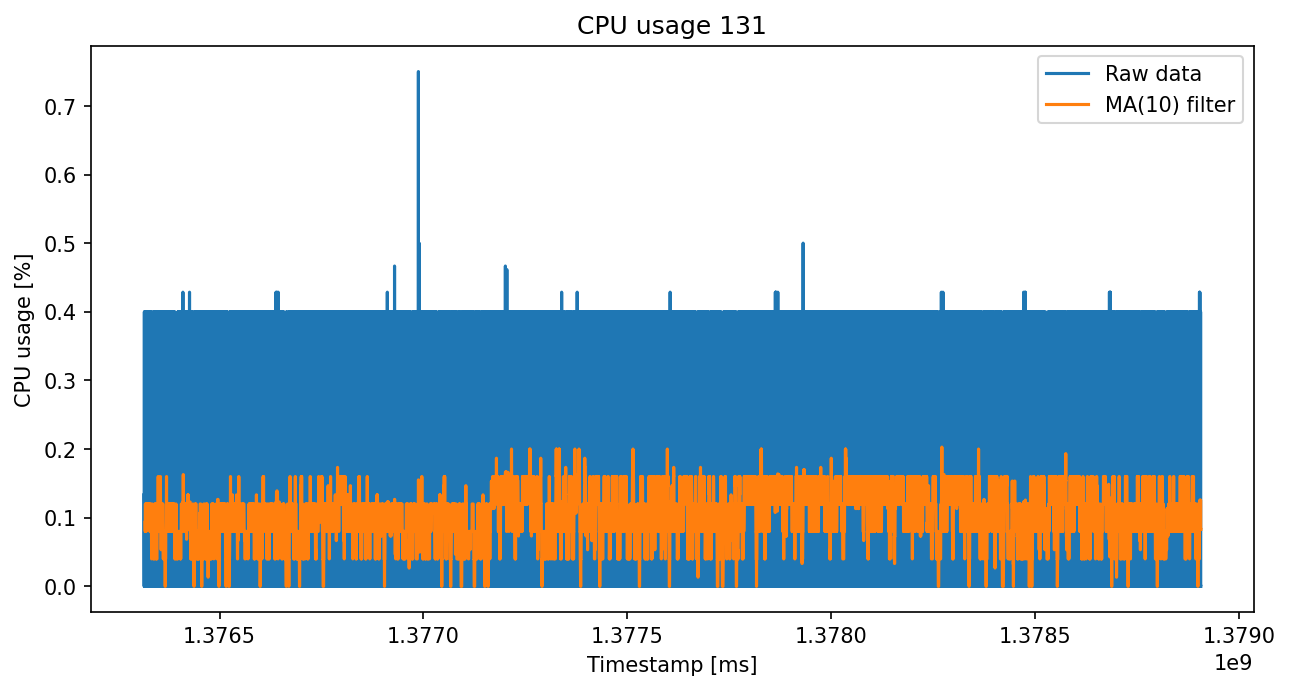 CPU usage 131
Raw data
MA(10) filter
CPU usage [%]
0.7
0.6
0.5
0.4
0.3
0.2
0.1
0.0
1.3765 1.3770 1.3775 1.3780 1.3785 1.3790
1e9
Timestamp [ms]